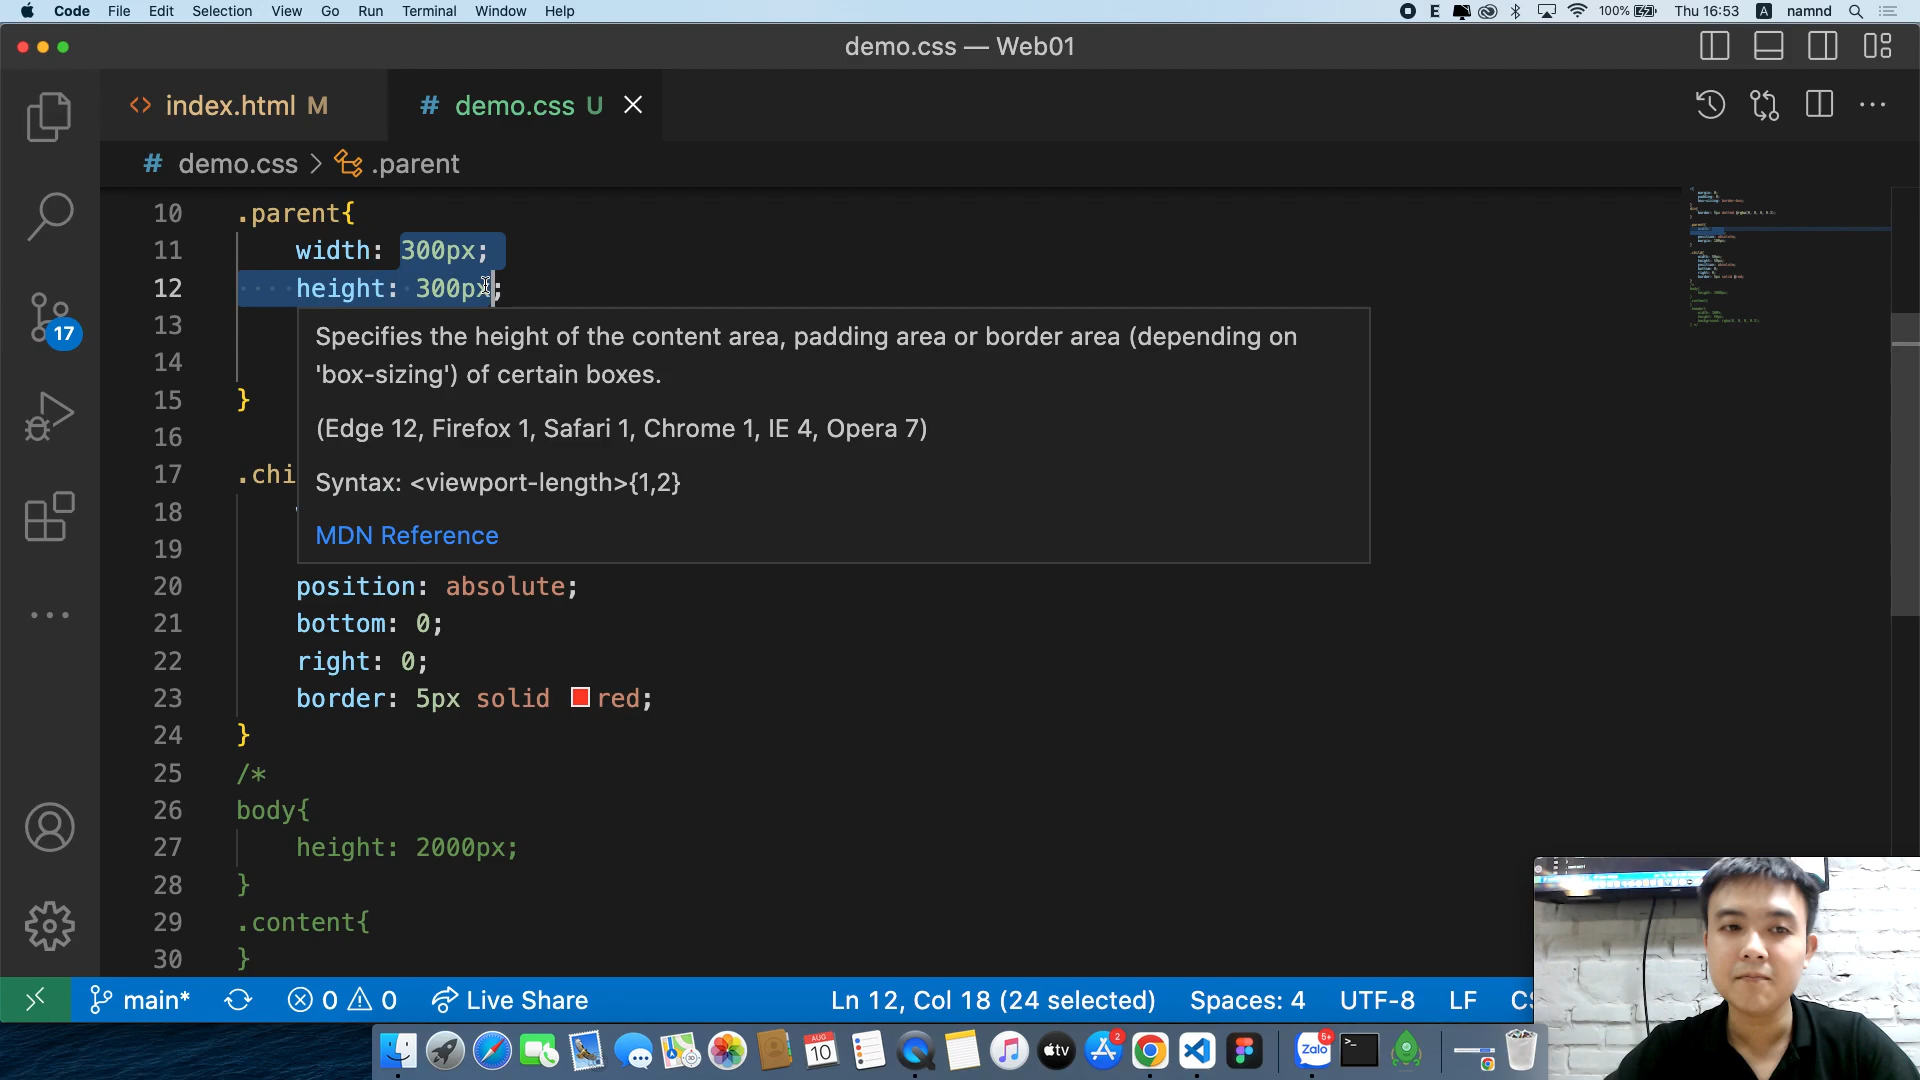 Code File Edit Selection View Go Run Terminal Window Help 100% Thu 16:53 A namnd
demo.css — Web01
index.html M
# demo.css U
# demo.css > .parent
10 .parent{
11 width: 300px;
12 height: 300px;
13
14
15 }
16
17 .chi
18
19
20 position: absolute;
21 bottom: 0;
22 right: 0;
23 border: 5px solid red;
24 }
25 /*
26 body{
27 height: 2000px;
28 }
29 .content{
30 }
Specifies the height of the content area, padding area or border area (depending on
'box-sizing') of certain boxes.
(Edge 12, Firefox 1, Safari 1, Chrome 1, IE 4, Opera 7)
Syntax: <viewport-length>{1,2}
MDN Reference
17
main* 0 0 Live Share Ln 12, Col 18 (24 selected) Spaces: 4 UTF-8 LF
AUG
10
tv
2
Zalo
5+